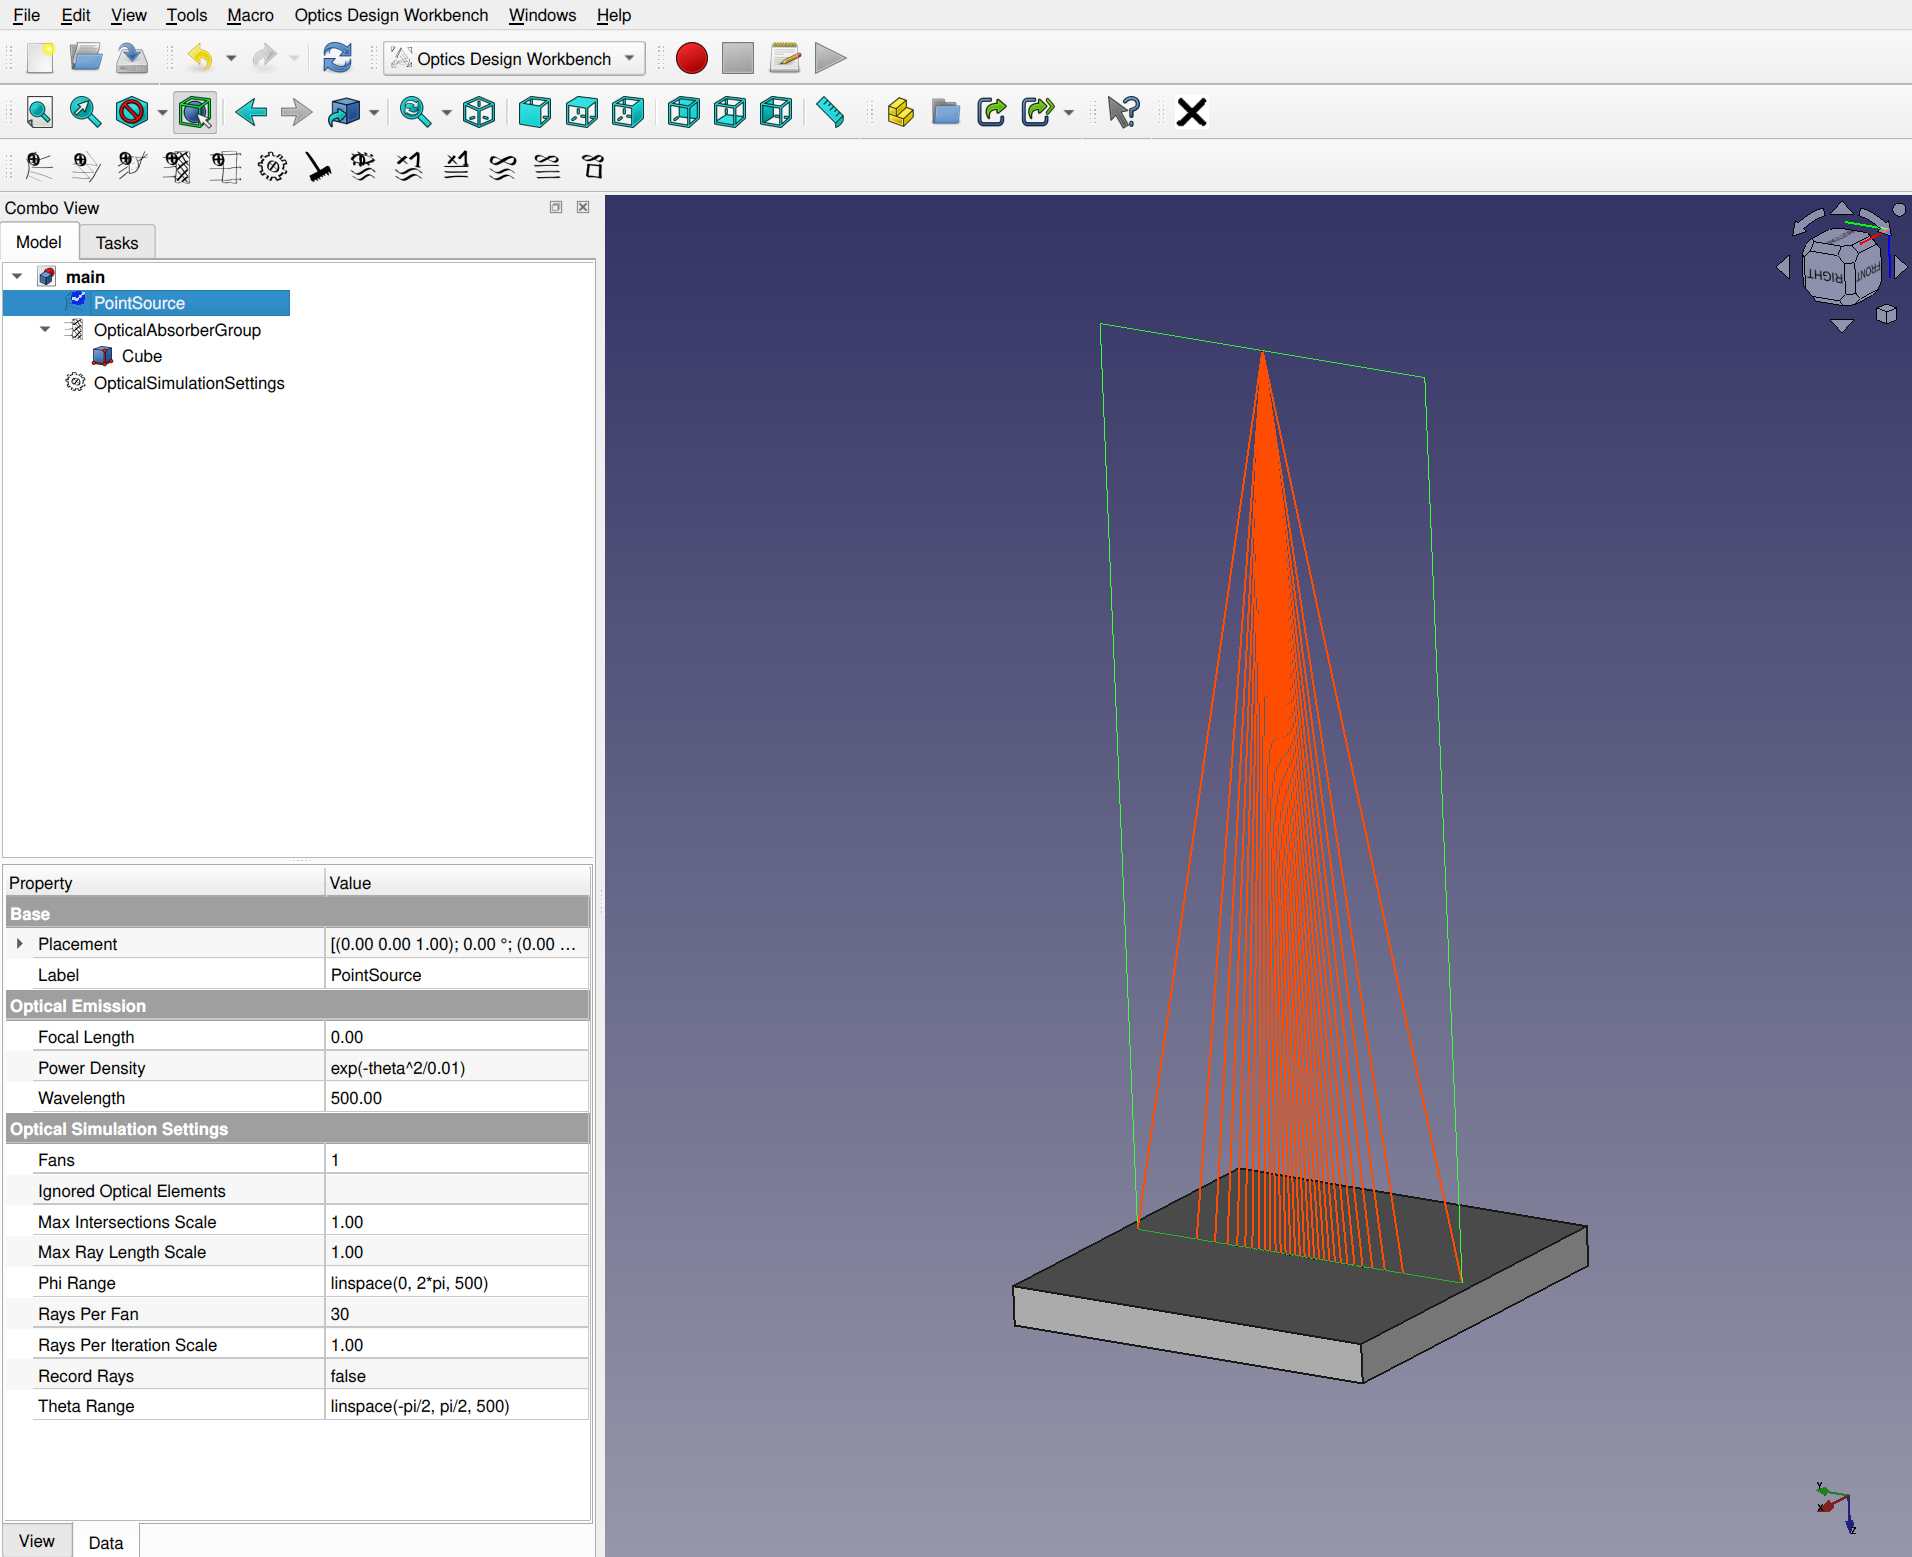 File Edit View Tools Macro Optics Design Workbench Windows Help
Optics Design Workbench
Combo View
Model Tasks
main
PointSource
OpticalAbsorberGroup
Cube
OpticalSimulationSettings
Property Value
Base
Placement [(0.00 0.00 1.00); 0.00 °; (0.00 ...
Label PointSource
Optical Emission
Focal Length 0.00
Power Density exp(-theta^2/0.01)
Wavelength 500.00
Optical Simulation Settings
Fans 1
Ignored Optical Elements
Max Intersections Scale 1.00
Max Ray Length Scale 1.00
Phi Range linspace(0, 2*pi, 500)
Rays Per Fan 30
Rays Per Iteration Scale 1.00
Record Rays false
Theta Range linspace(-pi/2, pi/2, 500)
View Data
RIGHT FRONT
Y
X
Z